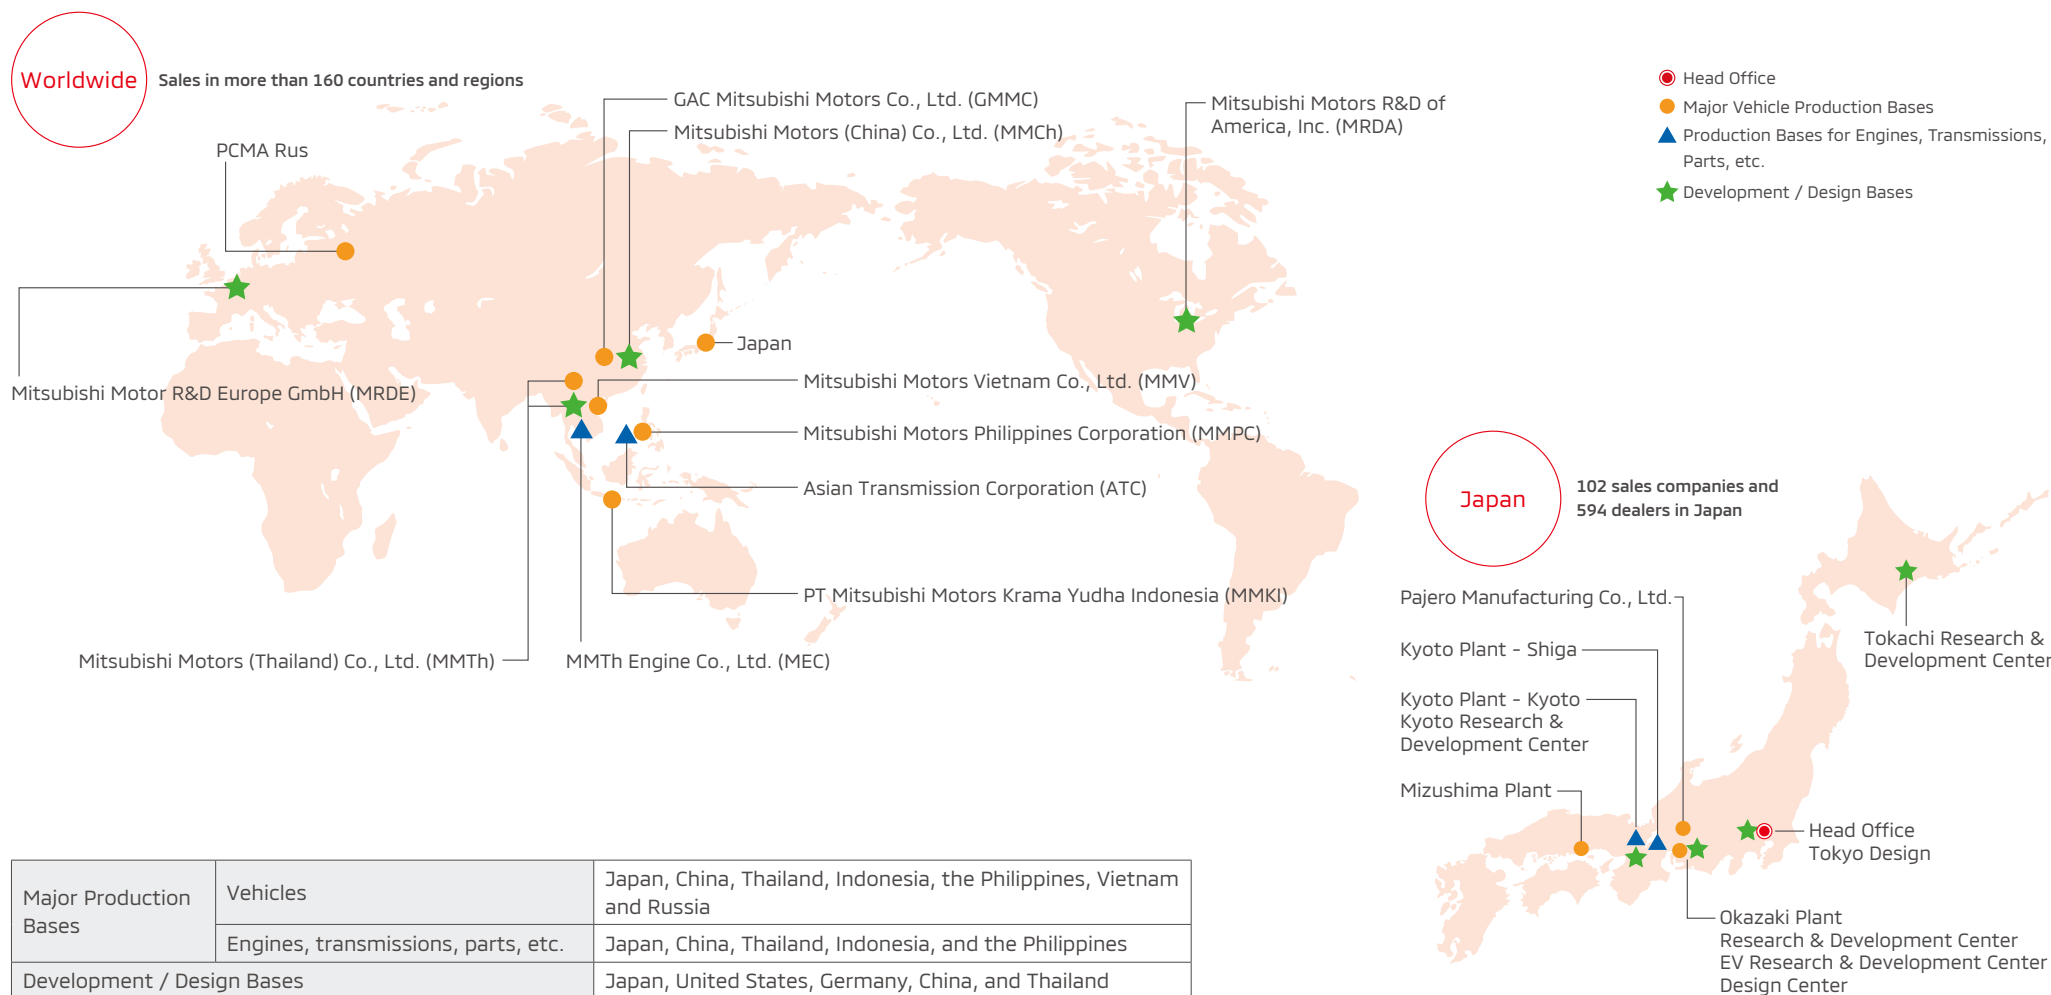 Worldwide
Sales in more than 160 countries and regions
PCMA Rus
GAC Mitsubishi Motors Co., Ltd. (GMMC)
Mitsubishi Motors (China) Co., Ltd. (MMCh)
Mitsubishi Motors R&D of
America, Inc. (MRDA)
Head Office
Major Vehicle Production Bases
Production Bases for Engines, Transmissions,
Parts, etc.
Development / Design Bases
Japan
Mitsubishi Motor R&D Europe GmbH (MRDE)
Mitsubishi Motors Vietnam Co., Ltd. (MMV)
Mitsubishi Motors Philippines Corporation (MMPC)
Asian Transmission Corporation (ATC)
PT Mitsubishi Motors Krama Yudha Indonesia (MMKI)
Mitsubishi Motors (Thailand) Co., Ltd. (MMTh)
MMTh Engine Co., Ltd. (MEC)
Japan
102 sales companies and
594 dealers in Japan
Pajero Manufacturing Co., Ltd.
Kyoto Plant - Shiga
Kyoto Plant - Kyoto
Kyoto Research &
Development Center
Mizushima Plant
Tokachi Research &
Development Center
Head Office
Tokyo Design
Okazaki Plant
Research & Development Center
EV Research & Development Center
Design Center
Major Production
Bases
Vehicles
Japan, China, Thailand, Indonesia, the Philippines, Vietnam
and Russia
Engines, transmissions, parts, etc.
Japan, China, Thailand, Indonesia, and the Philippines
Development / Design Bases
Japan, United States, Germany, China, and Thailand